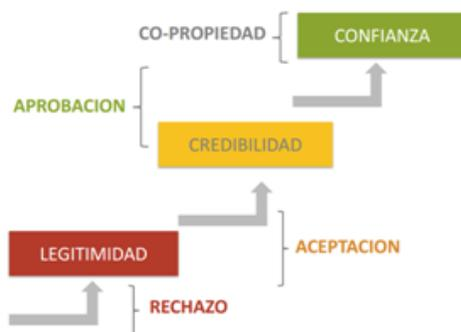 CO-PROPIEDAD
CONFIANZA
APROBACION
CREDIBILIDAD
LEGITIMIDAD
ACEPTACION
RECHAZO